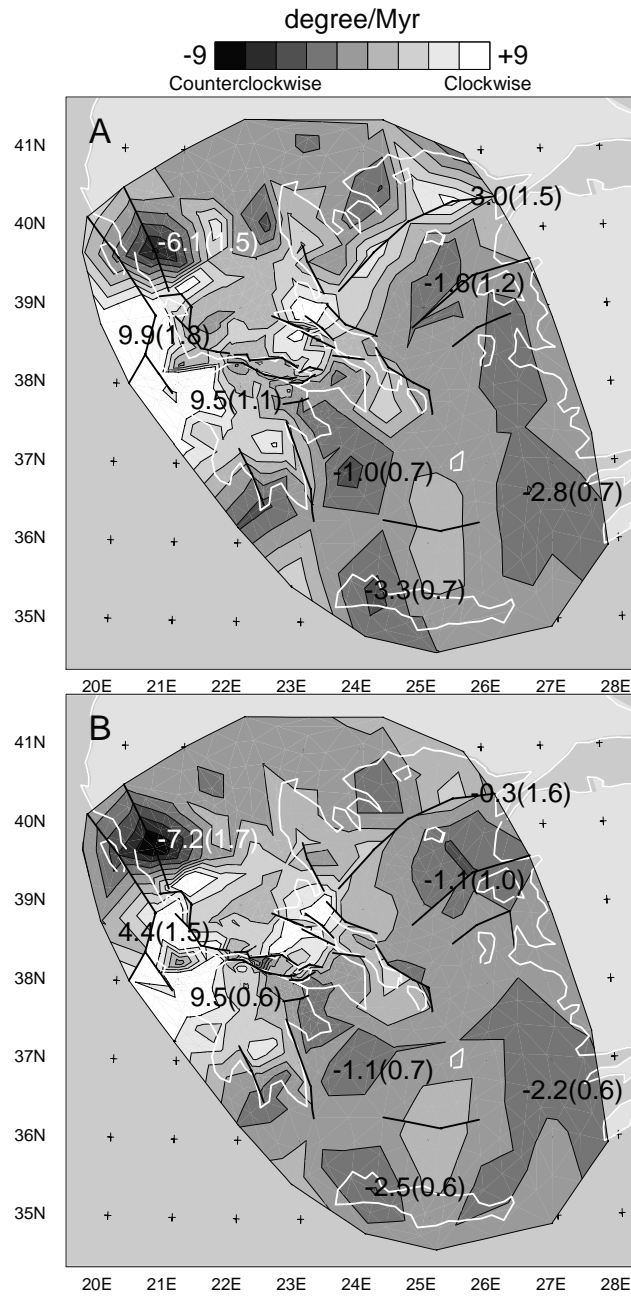 degree/Myr
-9 +9
Counterclockwise Clockwise
A
41N
40N
39N
38N
37N
36N
35N
3.0(1.5)
-6.1(1.5)
-1.6(1.2)
9.9(1.8)
9.5(1.1)
-1.0(0.7)
-2.8(0.7)
-3.3(0.7)
20E 21E 22E 23E 24E 25E 26E 27E 28E
B
41N
40N
39N
38N
37N
36N
35N
-0.3(1.6)
-7.2(1.7)
-1.1(1.0)
4.4(1.5)
9.5(0.6)
-1.1(0.7)
-2.2(0.6)
-2.5(0.6)
20E 21E 22E 23E 24E 25E 26E 27E 28E